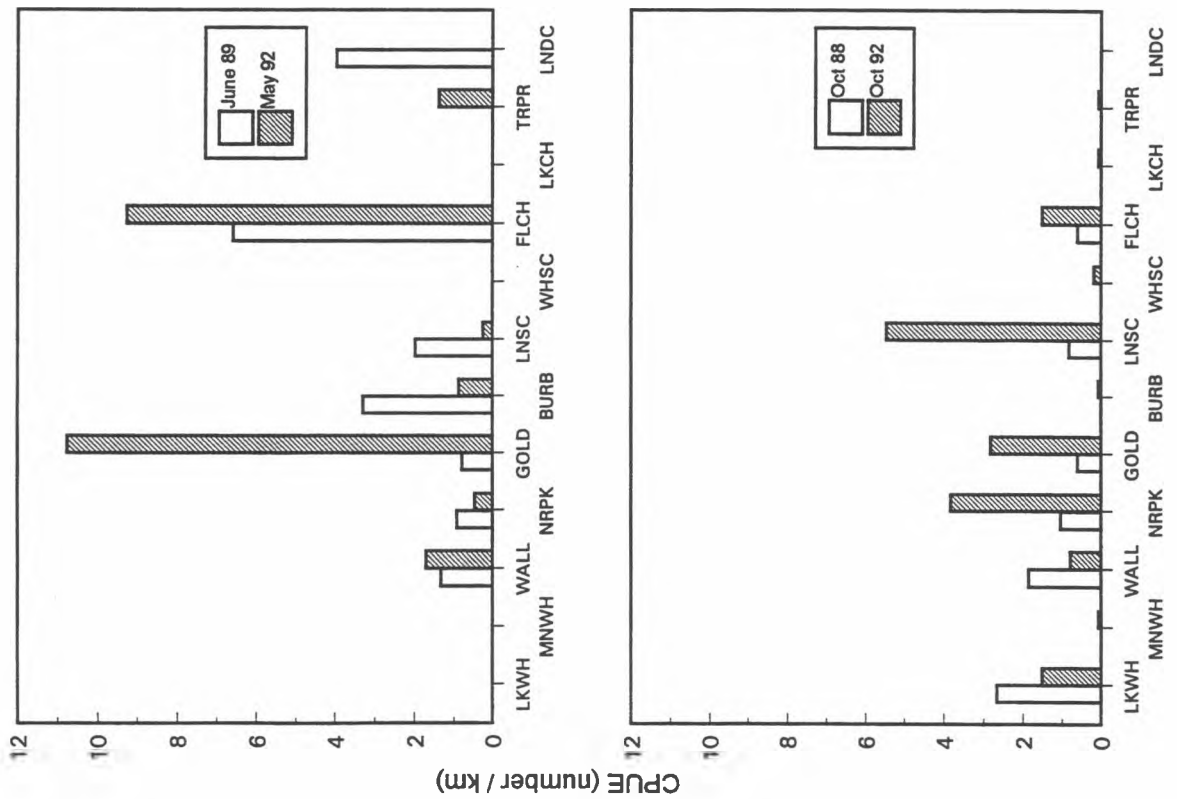 CPUE (number / km)
12
10
8
6
4
2
0
June 89
May 92
LKWH
MNWH
WALL
NRPK
GOLD
BURB
LNSC
WHSC
FLCH
LKCH
TRPR
LNDC
12
10
8
6
4
2
0
Oct 88
Oct 92
LKWH
MNWH
WALL
NRPK
GOLD
BURB
LNSC
WHSC
FLCH
LKCH
TRPR
LNDC